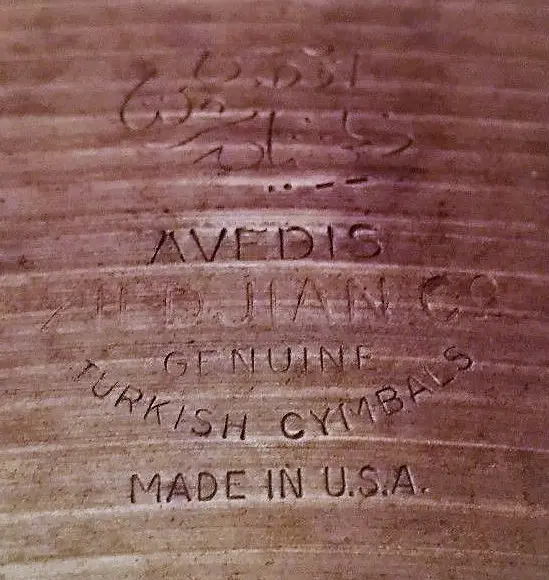 AVEDIS
ZILDJIAN CO
GENUINE
TURKISH CYMBALS
MADE IN U.S.A.